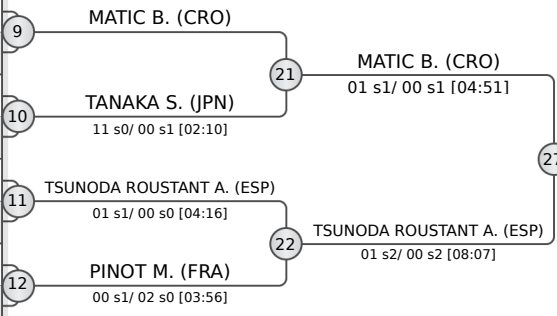 9
MATIC B. (CRO)
21
MATIC B. (CRO)
01 s1/ 00 s1 [04:51]
10
TANAKA S. (JPN)
11 s0/ 00 s1 [02:10]
27
11
TSUNODA ROUSTANT A. (ESP)
01 s1/ 00 s0 [04:16]
22
TSUNODA ROUSTANT A. (ESP)
01 s2/ 00 s2 [08:07]
12
PINOT M. (FRA)
00 s1/ 02 s0 [03:56]